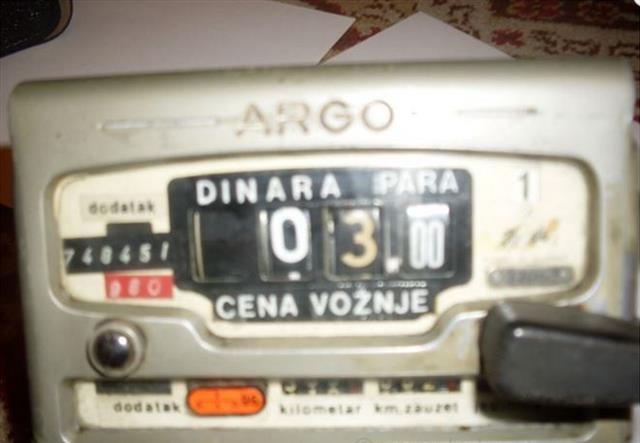 ARGO
DINARA PARA
dodatak
1
0 3.00
748451
980
CENA VOŽNJE
dodatak kilometar km.zauzet